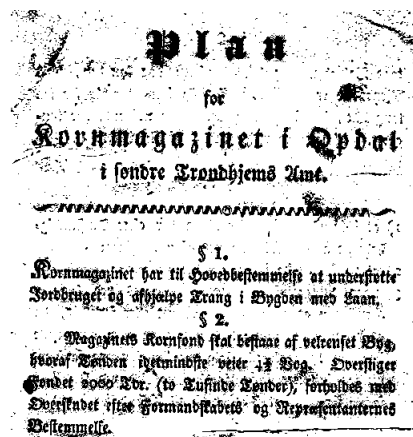 Plan
for
Kornmagazinet i Opdal
i søndre Trondhjems Amt.
§ 1.
Kornmagazinet har til Hovedbestemmelse at understøtte
Jordbruget og afhjælpe Trang i Bygden med Laan.
§ 2.
Magazinets Kornfond skal bestaae af velrenset Byg,
hvoraf Tønden idetmindste veier Vog. Overstiger
Fondet 2000 Tdr. (to Tusinde Tønder), forholdes med
Overskudet efter Formandskabets og Repræsentanternes
Bestemmelse.